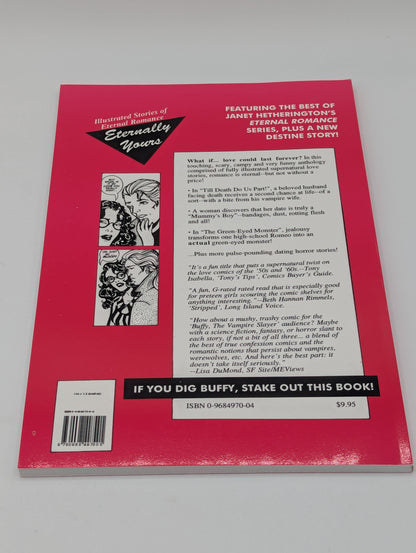 Illustrated Stories of
Eternal Romance
Eternally
Yours
FEATURING THE BEST OF
JANET HETHERINGTON'S
ETERNAL ROMANCE
SERIES, PLUS A NEW
DESTINE STORY!
What if... love could last forever? In this
touching, scary, campy and very funny anthology
comprised of fully illustrated supernatural love
stories, romance is eternal--but not without a
price!
• In "Till Death Do Us Part!", a beloved husband
facing death receives a second chance at life--of a
sort--with a bite from his vampire wife.
• A woman discovers that her date is truly a
"Mummy's Boy"--bandages, dust, rotting flesh
and all!
• In "The Green-Eyed Monster", jealousy
transforms one high-school Romeo into an
actual green-eyed monster!
...Plus more pulse-pounding dating horror stories!
"It's a fun title that puts a supernatural twist on
the love comics of the '50s and '60s.--Tony
Isabella, 'Tony's Tips', Comics Buyer's Guide.
"A fun, G-rated rated read that is especially good
for preteen girls scouring the comic shelves for
anything interesting. "--Beth Hannan Rimmels,
'Stripped', Long Island Voice.
"How about a mushy, trashy comic for the
'Buffy, The Vampire Slayer' audience? Maybe
with a science fiction, fantasy, or horror slant to
each story, if not a bit of all three... a blend of
the best of true confession comics and the
romantic notions that persist about vampires,
werewolves, etc. And here's the best part: it
doesn't take itself seriously."
--Lisa DuMond, SF Site/MEViews
IF YOU DIG BUFFY, STAKE OUT THIS BOOK!
ISBN 0-9684970-04
$9.95